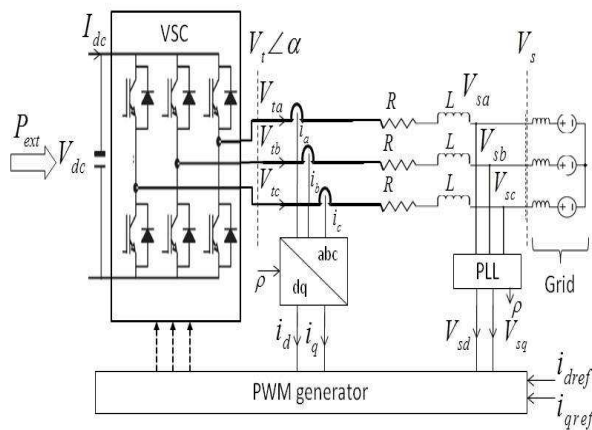 I_dc
VSC
V_t∠α
V_s
P_ext
V_dc
V_ta
i_a
R
L
V_sa
V_tb
i_b
R
L
V_sb
V_tc
i_c
R
L
V_sc
abc
dq
ρ
PLL
ρ
Grid
i_d
i_q
V_sd
V_sq
PWM generator
i_dref
i_qref